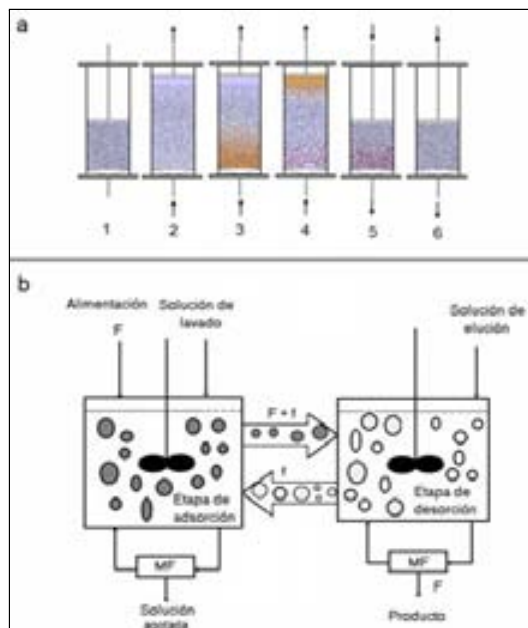 a
1 2 3 4 5 6
b
Alimentación
F
Solución de
lavado
Solución de
elución
F + f
f
Etapa de
adsorción
Etapa de
desorción
MF
MF
F
Solución
agotada
Producto